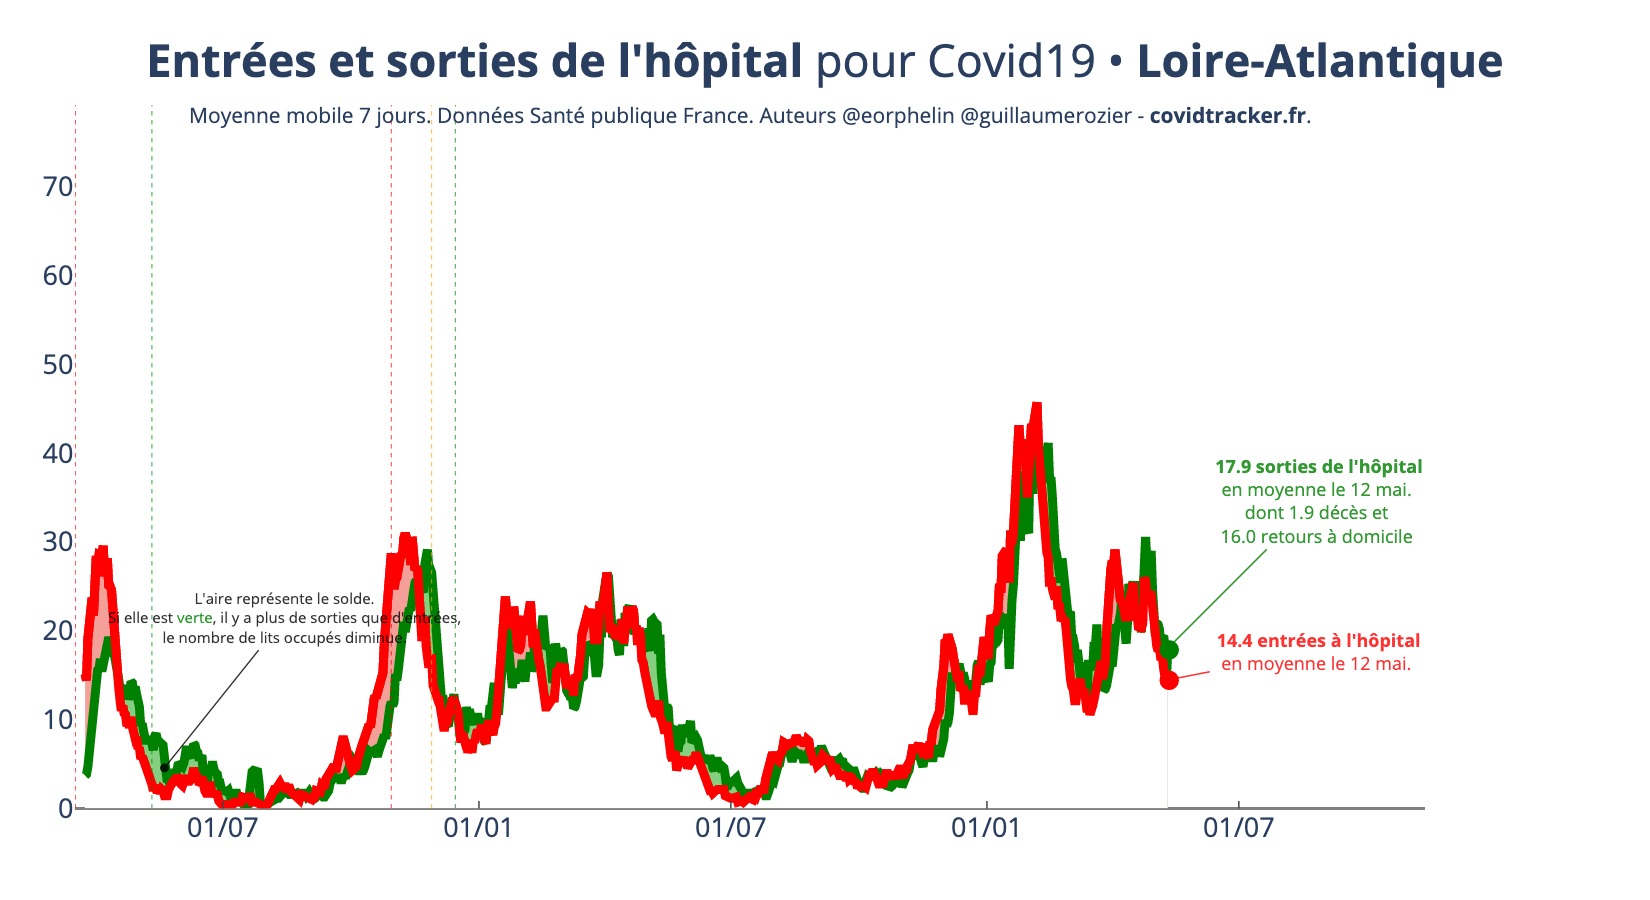 Entrées et sorties de l'hôpital pour Covid19 • Loire-Atlantique
Moyenne mobile 7 jours. Données Santé publique France. Auteurs @eorphelin @guillaumerozier - covidtracker.fr.
70
60
50
40
30
20
10
0
L'aire représente le solde.
Si elle est verte, il y a plus de sorties que d'entrées,
le nombre de lits occupés diminue.
17.9 sorties de l'hôpital
en moyenne le 12 mai.
dont 1.9 décès et
16.0 retours à domicile
14.4 entrées à l'hôpital
en moyenne le 12 mai.
01/07
01/01
01/07
01/01
01/07